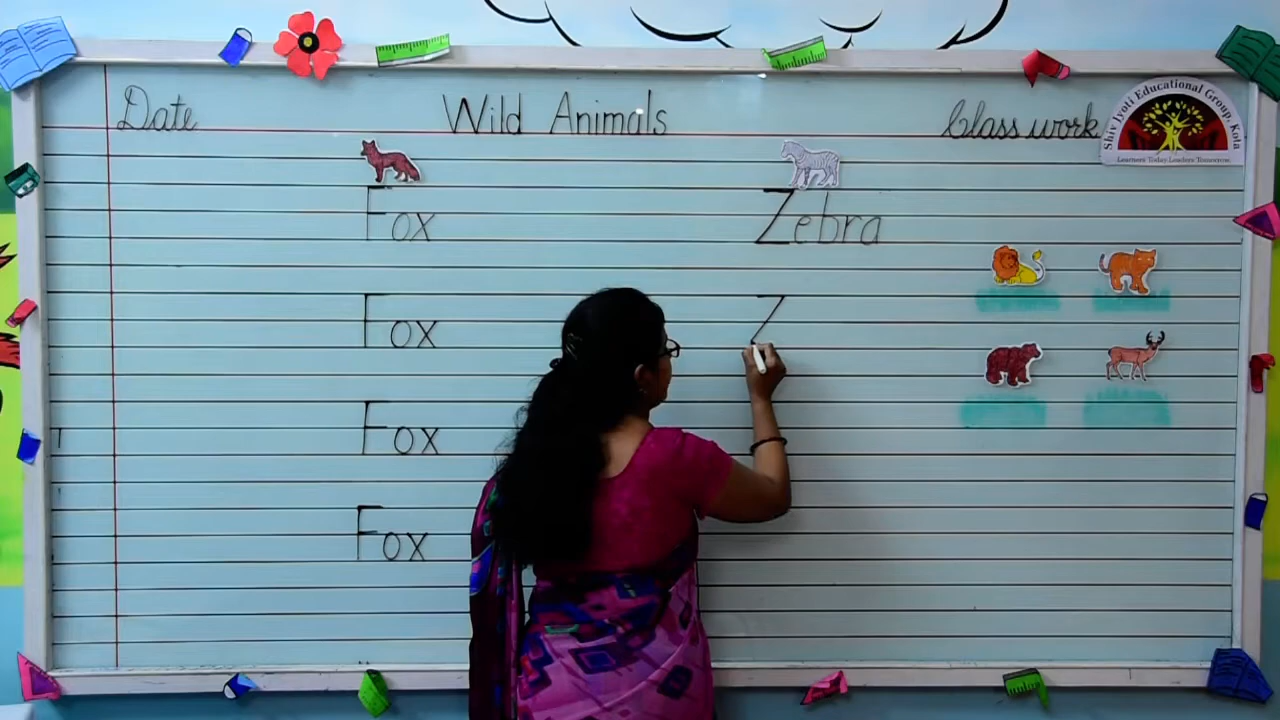 Date Wild Animals Class work
Shiv Jyoti Educational Group, Kota
Learners Today Leaders Tomorrow
Fox Zebra
Fox Z
Fox
Fox